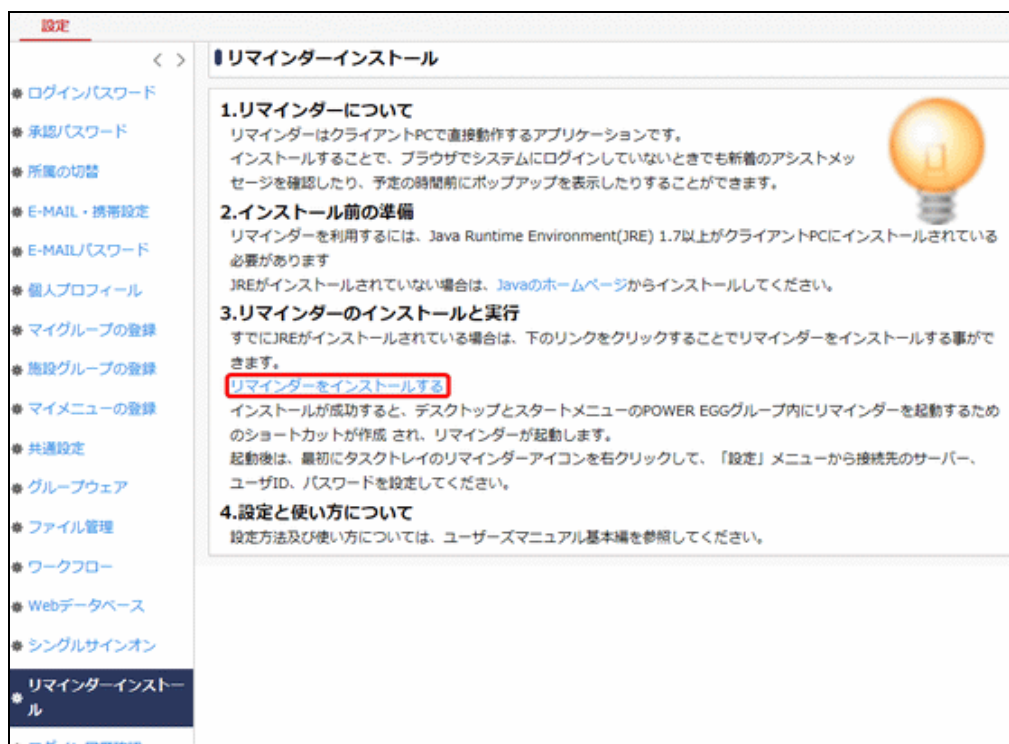 設定
< >
ログインパスワード
承認パスワード
所属の切替
E-MAIL・携帯設定
E-MAILパスワード
個人プロフィール
マイグループの登録
施設グループの登録
マイメニューの登録
共通設定
グループウェア
ファイル管理
ワークフロー
Webデータベース
シングルサインオン
リマインダーインストー
ル
リマインダーインストール
1.リマインダーについて
リマインダーはクライアントPCで直接動作するアプリケーションです。
インストールすることで、ブラウザでシステムにログインしていないときでも新着のアシストメッ
セージを確認したり、予定の時間前にポップアップを表示したりすることができます。
2.インストール前の準備
リマインダーを利用するには、Java Runtime Environment(JRE) 1.7以上がクライアントPCにインストールされている
必要があります
JREがインストールされていない場合は、Javaのホームページからインストールしてください。
3.リマインダーのインストールと実行
すでにJREがインストールされている場合は、下のリンクをクリックすることでリマインダーをインストールする事がで
きます。
リマインダーをインストールする
インストールが成功すると、デスクトップとスタートメニューのPOWER EGGグループ内にリマインダーを起動するため
のショートカットが作成 され、リマインダーが起動します。
起動後は、最初にタスクトレイのリマインダーアイコンを右クリックして、「設定」メニューから接続先のサーバー、
ユーザID、パスワードを設定してください。
4.設定と使い方について
設定方法及び使い方については、ユーザーズマニュアル基本編を参照してください。